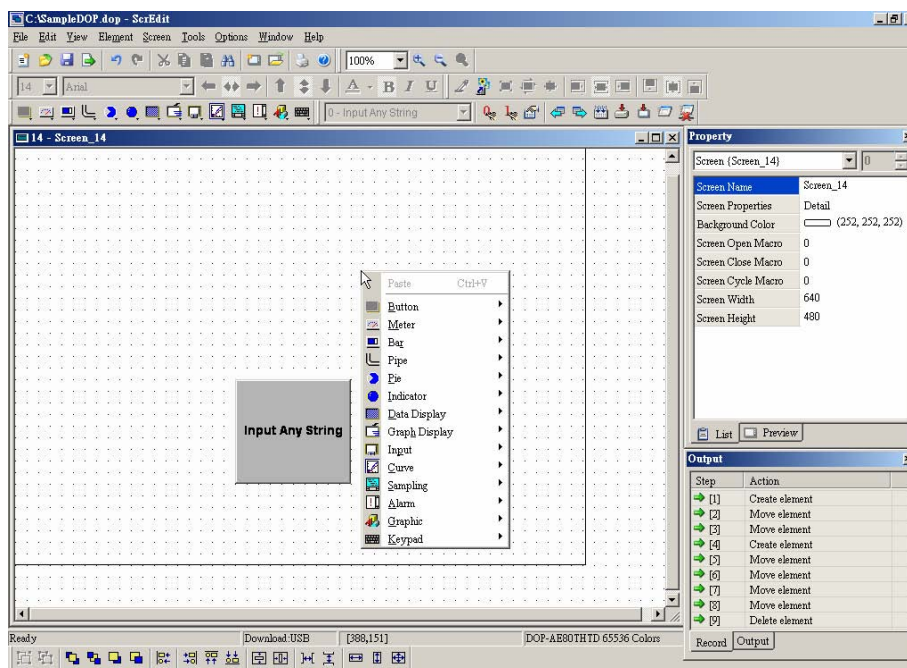 C:\SampleDOP.dop - ScrEdit
File Edit View Element Screen Tools Options Window Help
100%
14 Arial
0 - Input Any String
14 - Screen_14
Input Any String
Paste Ctrl+V
Button
Meter
Bar
Pipe
Pie
Indicator
Data Display
Graph Display
Input
Curve
Sampling
Alarm
Graphic
Keypad
Property
Screen {Screen_14} 0
Screen Name Screen_14
Screen Properties Detail
Background Color (252, 252, 252)
Screen Open Macro 0
Screen Close Macro 0
Screen Cycle Macro 0
Screen Width 640
Screen Height 480
List Preview
Output
Step Action
[1] Create element
[2] Move element
[3] Move element
[4] Create element
[5] Move element
[6] Move element
[7] Move element
[8] Move element
[9] Delete element
Record Output
Ready Download:USB [388,151] DOP-AE80THTD 65536 Colors